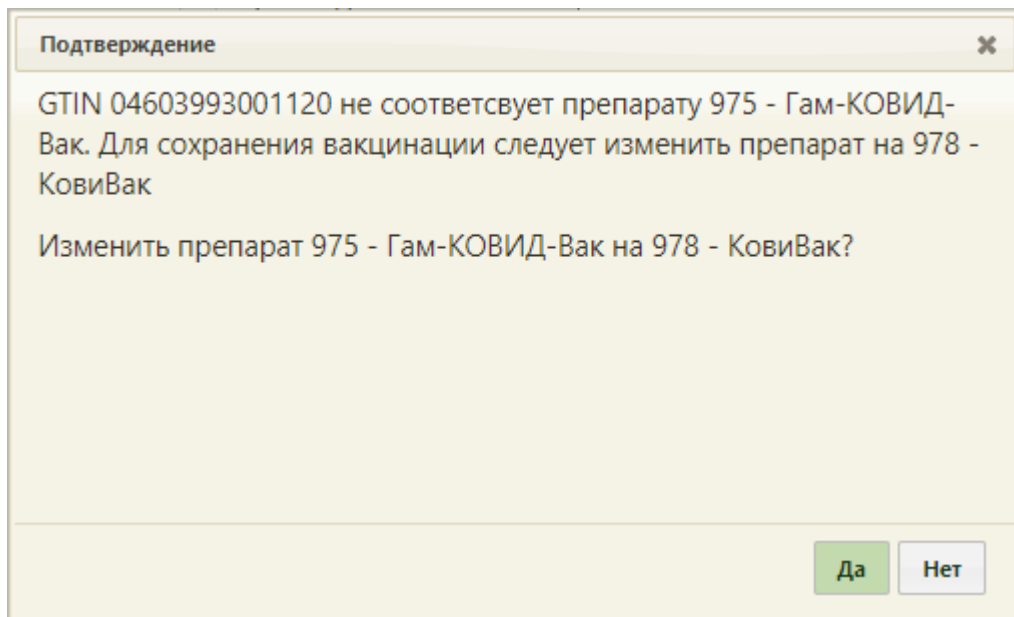 Подтверждение
GTIN 04603993001120 не соответсвует препарату 975 - Гам-КОВИД-
Вак. Для сохранения вакцинации следует изменить препарат на 978 -
КовиВак
Изменить препарат 975 - Гам-КОВИД-Вак на 978 - КовиВак?
Да Нет